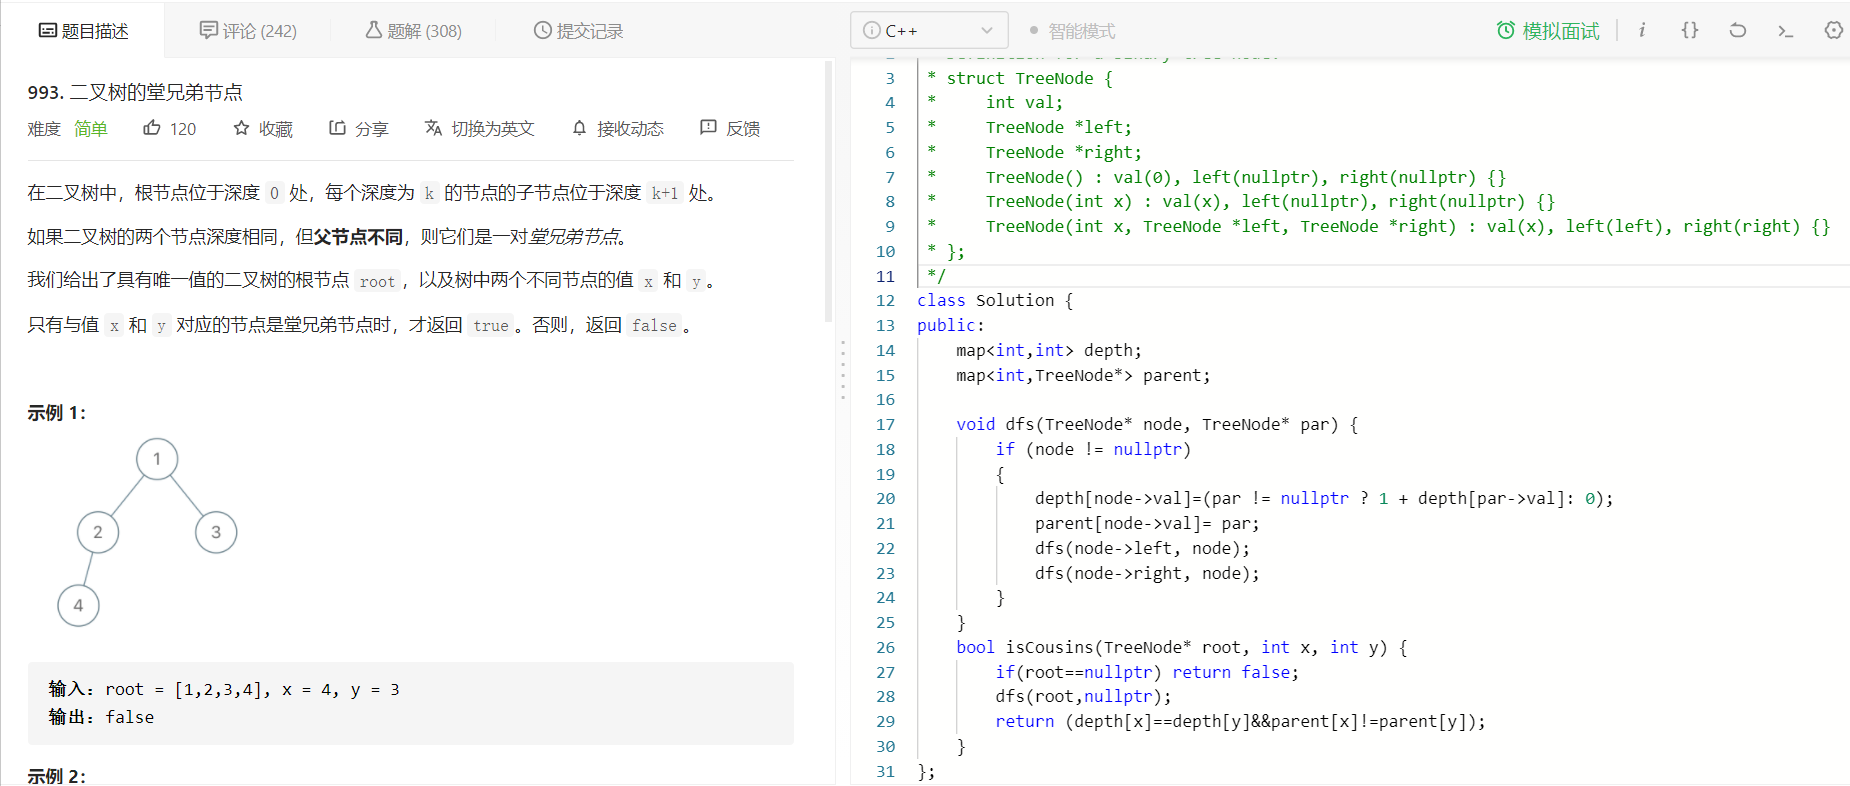 题目描述
评论 (242)
题解 (308)
提交记录
993. 二叉树的堂兄弟节点
难度 简单 120 收藏 分享 切换为英文 接收动态 反馈
在二叉树中，根节点位于深度 0 处，每个深度为 k 的节点的子节点位于深度 k+1 处。
如果二叉树的两个节点深度相同，但父节点不同，则它们是一对堂兄弟节点。
我们给出了具有唯一值的二叉树的根节点 root ，以及树中两个不同节点的值 x 和 y 。
只有与值 x 和 y 对应的节点是堂兄弟节点时，才返回 true 。否则，返回 false 。
示例 1：
1
2 3
4
输入：root = [1,2,3,4], x = 4, y = 3
输出：false
示例 2：
C++
智能模式
模拟面试
i {} >_
3 * struct TreeNode {
4 *     int val;
5 *     TreeNode *left;
6 *     TreeNode *right;
7 *     TreeNode() : val(0), left(nullptr), right(nullptr) {}
8 *     TreeNode(int x) : val(x), left(nullptr), right(nullptr) {}
9 *     TreeNode(int x, TreeNode *left, TreeNode *right) : val(x), left(left), right(right) {}
10 * };
11 */
12 class Solution {
13 public:
14     map<int,int> depth;
15     map<int,TreeNode*> parent;
16
17     void dfs(TreeNode* node, TreeNode* par) {
18         if (node != nullptr)
19         {
20             depth[node->val]=(par != nullptr ? 1 + depth[par->val]: 0);
21             parent[node->val]= par;
22             dfs(node->left, node);
23             dfs(node->right, node);
24         }
25     }
26     bool isCousins(TreeNode* root, int x, int y) {
27         if(root==nullptr) return false;
28         dfs(root,nullptr);
29         return (depth[x]==depth[y]&&parent[x]!=parent[y]);
30     }
31 };